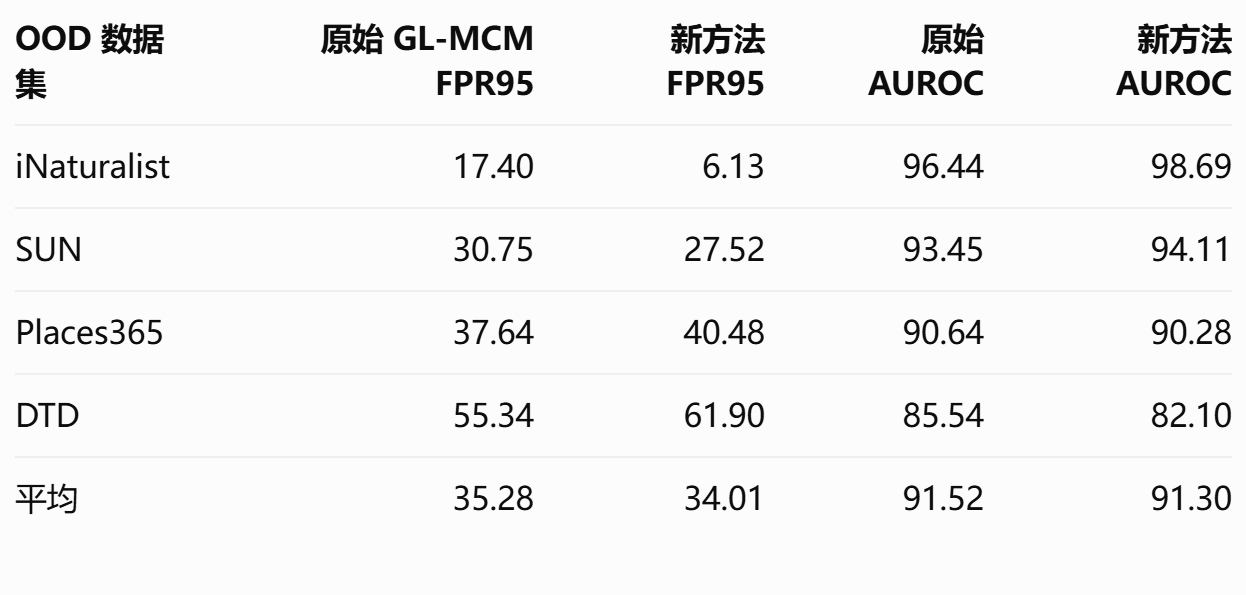 OOD 数据集 原始 GL-MCM FPR95 新方法 FPR95 原始 AUROC 新方法 AUROC
iNaturalist 17.40 6.13 96.44 98.69
SUN 30.75 27.52 93.45 94.11
Places365 37.64 40.48 90.64 90.28
DTD 55.34 61.90 85.54 82.10
平均 35.28 34.01 91.52 91.30